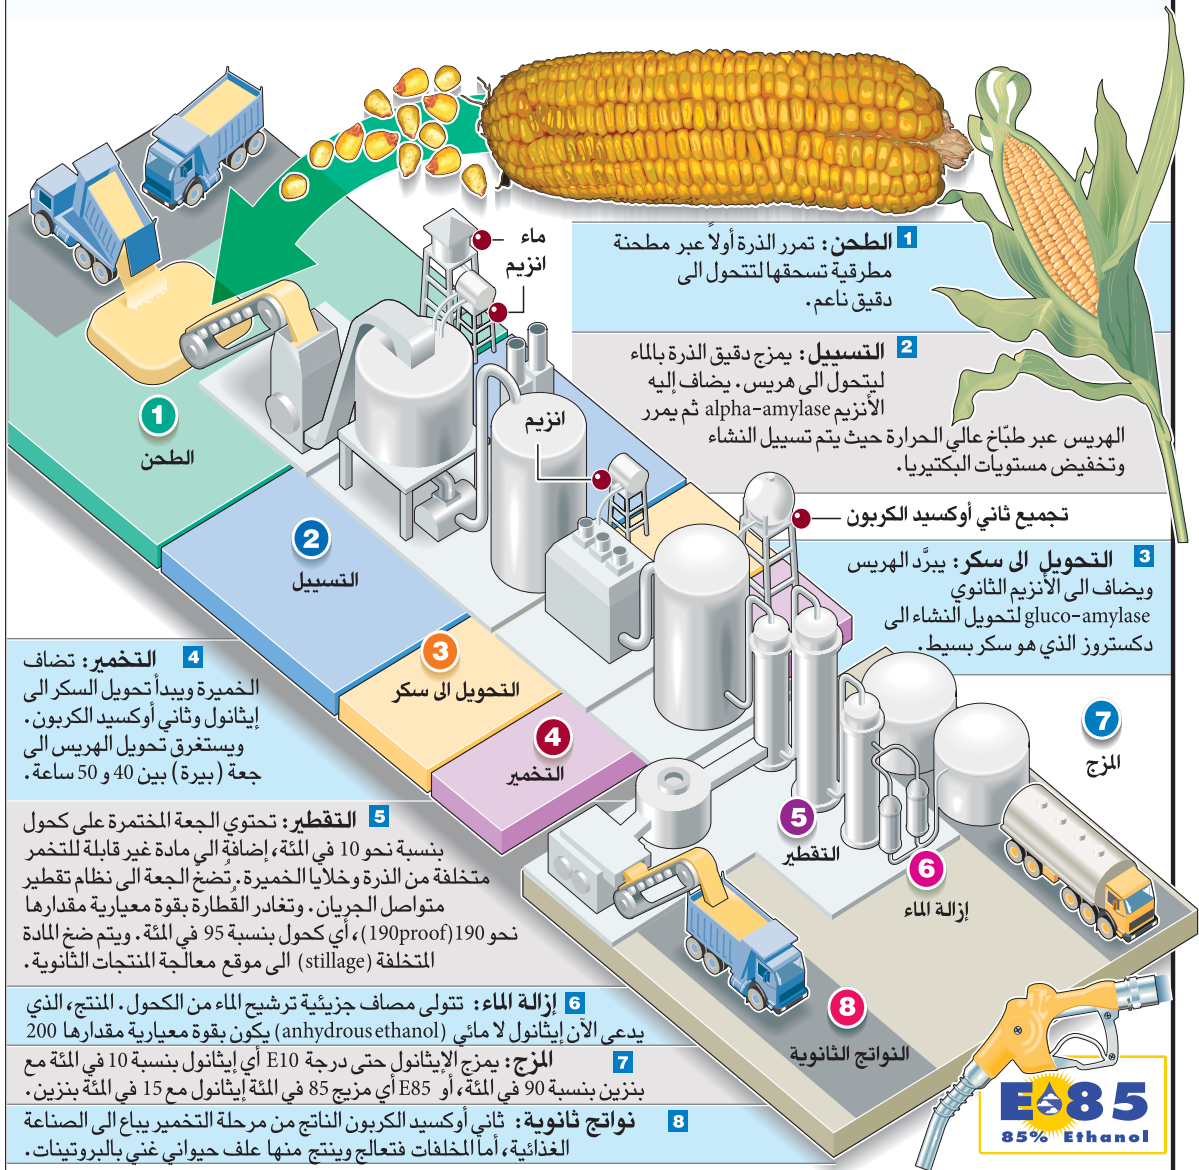 ماء
انزيم
1 الطحن: تمرر الذرة أولاً عبر مطحنة
مطرقية تسحقها لتتحول الى
دقيق ناعم.
2 التسييل: يمزج دقيق الذرة بالماء
ليتحول الى هريس. يضاف إليه
الأنزيم alpha-amylase ثم يمرر
الهريس عبر طبّاخ عالي الحرارة حيث يتم تسييل النشاء
وتخفيض مستويات البكتيريا.
انزيم
تجميع ثاني أوكسيد الكربون
3 التحويل الى سكر: يبرَّد الهريس
ويضاف الى الأنزيم الثانوي
gluco-amylase لتحويل النشاء الى
دكستروز الذي هو سكر بسيط.
1
الطحن
2
التسييل
3
التحويل الى سكر
4
التخمير
5
التقطير
6
إزالة الماء
7
المزج
8
النواتج الثانوية
4 التخمير: تضاف
الخميرة ويبدأ تحويل السكر الى
إيثانول وثاني أوكسيد الكربون.
ويستغرق تحويل الهريس الى
جعة (بيرة) بين 40 و 50 ساعة.
5 التقطير: تحتوي الجعة المختمرة على كحول
بنسبة نحو 10 في المئة، إضافة الى مادة غير قابلة للتخمر
متخلفة من الذرة وخلايا الخميرة. تُضخّ الجعة الى نظام تقطير
متواصل الجريان. وتغادر القُطارة بقوة معيارية مقدارها
نحو 190 (190proof)، أي كحول بنسبة 95 في المئة. ويتم ضخ المادة
المتخلفة (stillage) الى موقع معالجة المنتجات الثانوية.
6 إزالة الماء: تتولى مصاف جزيئية ترشيح الماء من الكحول. المنتج، الذي
يدعى الآن إيثانول لا مائي (anhydrous ethanol) يكون بقوة معيارية مقدارها 200
7 المزج: يمزج الإيثانول حتى درجة E10 أي إيثانول بنسبة 10 في المئة مع
بنزين بنسبة 90 في المئة، أو E85 أي مزيج 85 في المئة إيثانول مع 15 في المئة بنزين.
8 نواتج ثانوية: ثاني أوكسيد الكربون الناتج من مرحلة التخمير يباع الى الصناعة
الغذائية، أما المخلفات فتعالج وينتج منها علف حيواني غني بالبروتينات.
E85
85% Ethanol